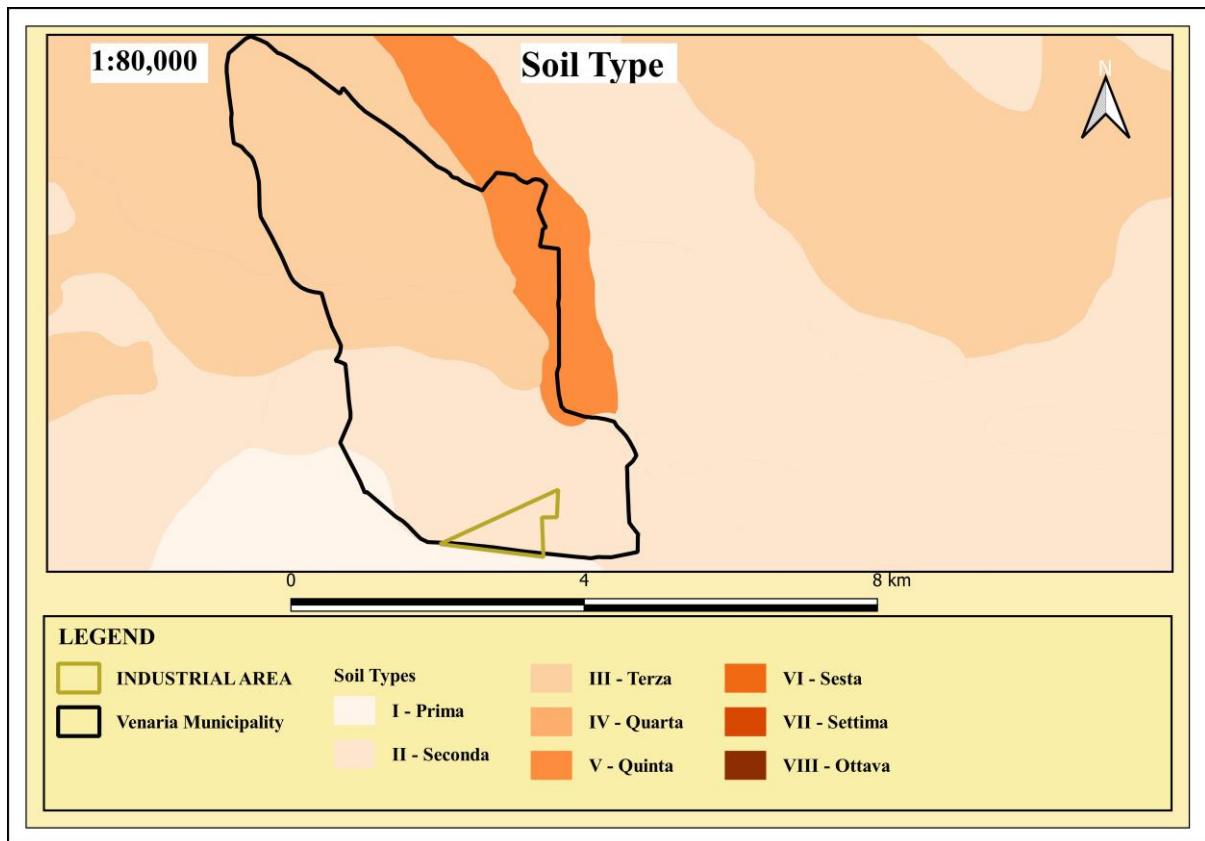 1:80,000
Soil Type
N
0 4 8 km
LEGEND
INDUSTRIAL AREA
Venaria Municipality
Soil Types
I - Prima
II - Seconda
III - Terza
IV - Quarta
V - Quinta
VI - Sesta
VII - Settima
VIII - Ottava